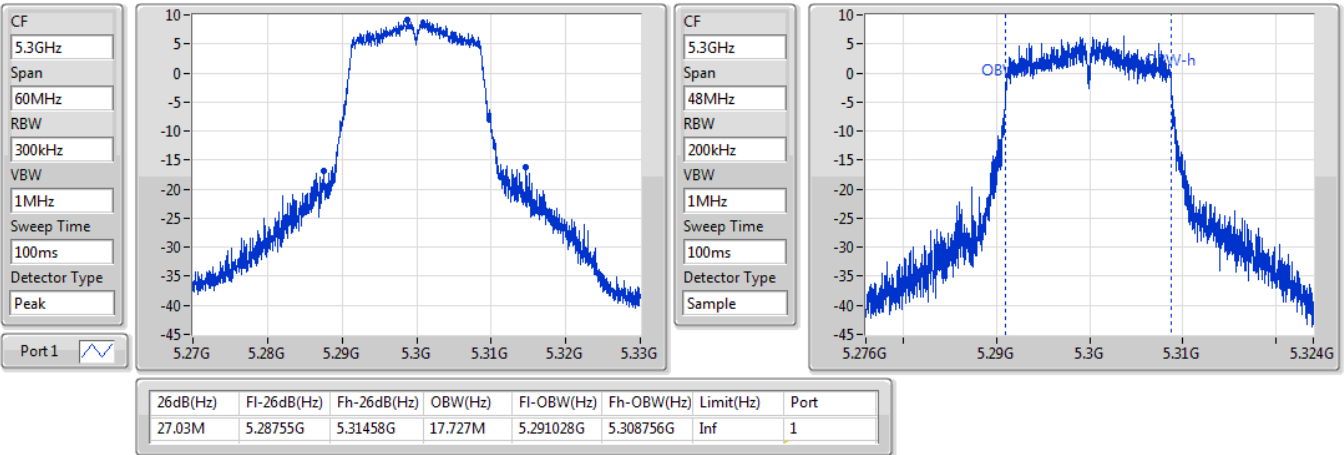 CF
5.3GHz
Span
60MHz
RBW
300kHz
VBW
1MHz
Sweep Time
100ms
Detector Type
Peak
Port 1
10
5
0
-5
-10
-15
-20
-25
-30
-35
-40
-45
5.27G 5.28G 5.29G 5.3G 5.31G 5.32G 5.33G
CF
5.3GHz
Span
48MHz
RBW
200kHz
VBW
1MHz
Sweep Time
100ms
Detector Type
Sample
10
5
0
-5
-10
-15
-20
-25
-30
-35
-40
-45
5.276G 5.29G 5.3G 5.31G 5.324G
26dB(Hz) Fl-26dB(Hz) Fh-26dB(Hz) OBW(Hz) Fl-OBW(Hz) Fh-OBW(Hz) Limit(Hz) Port
27.03M 5.28755G 5.31458G 17.727M 5.291028G 5.308756G Inf 1